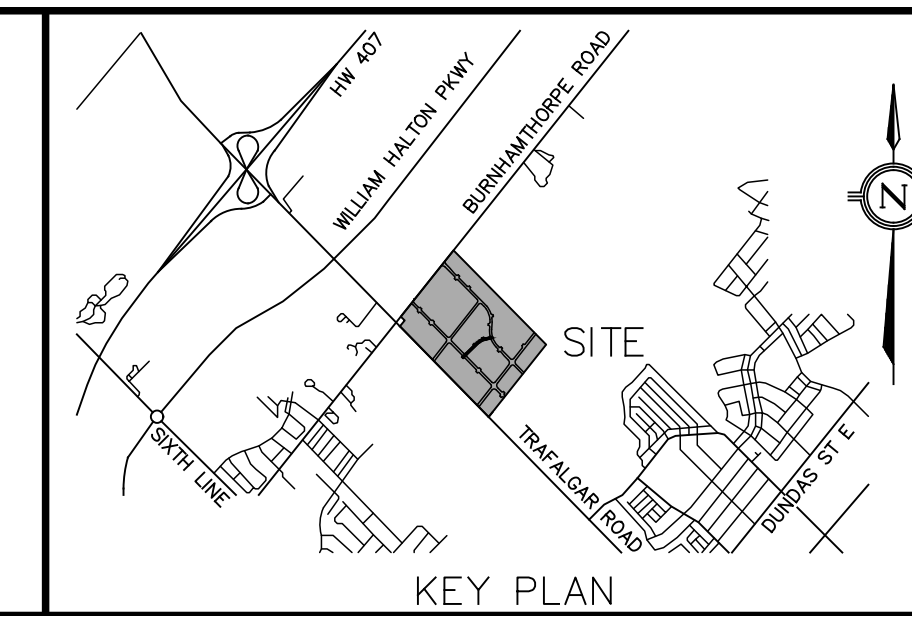 HW 407
WILLIAM HALTON PKWY
BURNHAMTHORPE ROAD
N
SITE
SIXTH LINE
TRAFALGAR ROAD
DUNDAS ST E
KEY PLAN